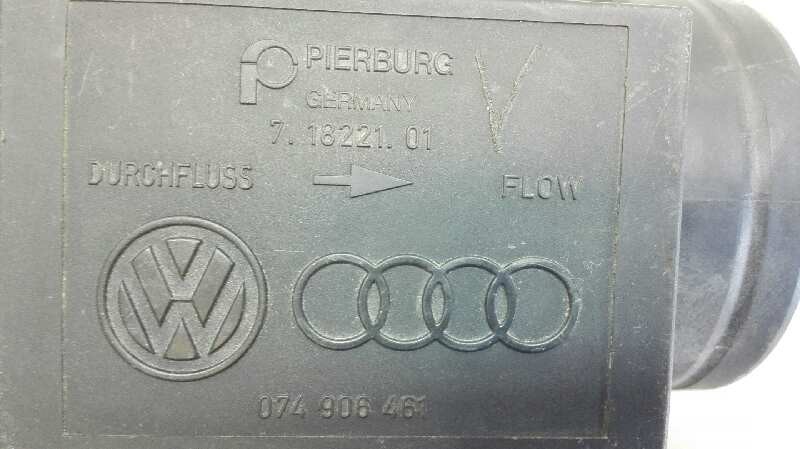 PIERBURG
GERMANY
7.18221.01
DURCHFLUSS FLOW
074 906 461